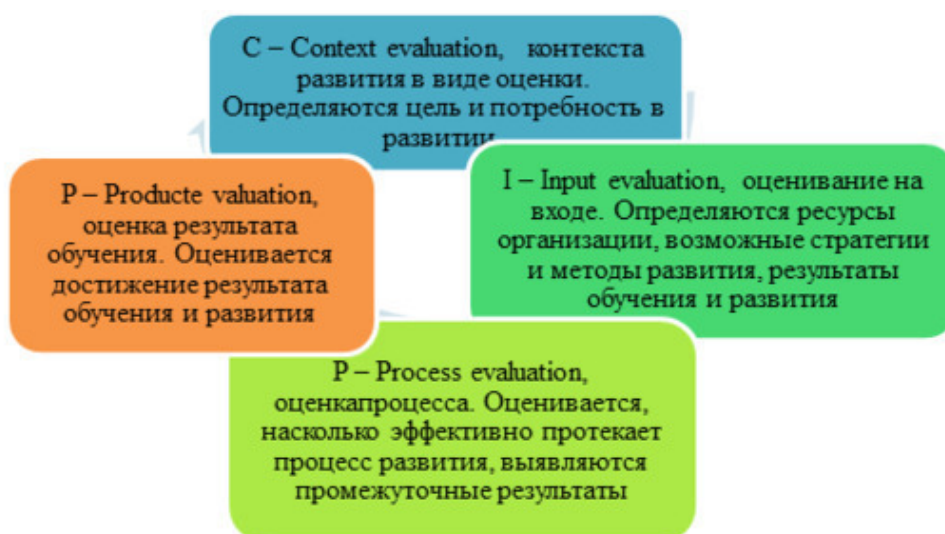 C – Context evaluation, контекста
развития в виде оценки.
Определяются цель и потребность в
развитии
I – Input evaluation, оценивание на
входе. Определяются ресурсы
организации, возможные стратегии
и методы развития, результаты
обучения и развития
P – Process evaluation,
оценкапроцесса. Оценивается,
насколько эффективно протекает
процесс развития, выявляются
промежуточные результаты
P – Producte valuation,
оценка результата
обучения. Оценивается
достижение результата
обучения и развития